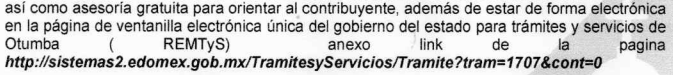 así como asesoría gratuita para orientar al contribuyente, además de estar de forma electrónica
en la página de ventanilla electrónica única del gobierno del estado para trámites y servicios de
Otumba ( REMTyS) anexo link de la pagina
http://sistemas2.edomex.gob.mx/TramitesyServicios/Tramite?tram=1707&cont=0